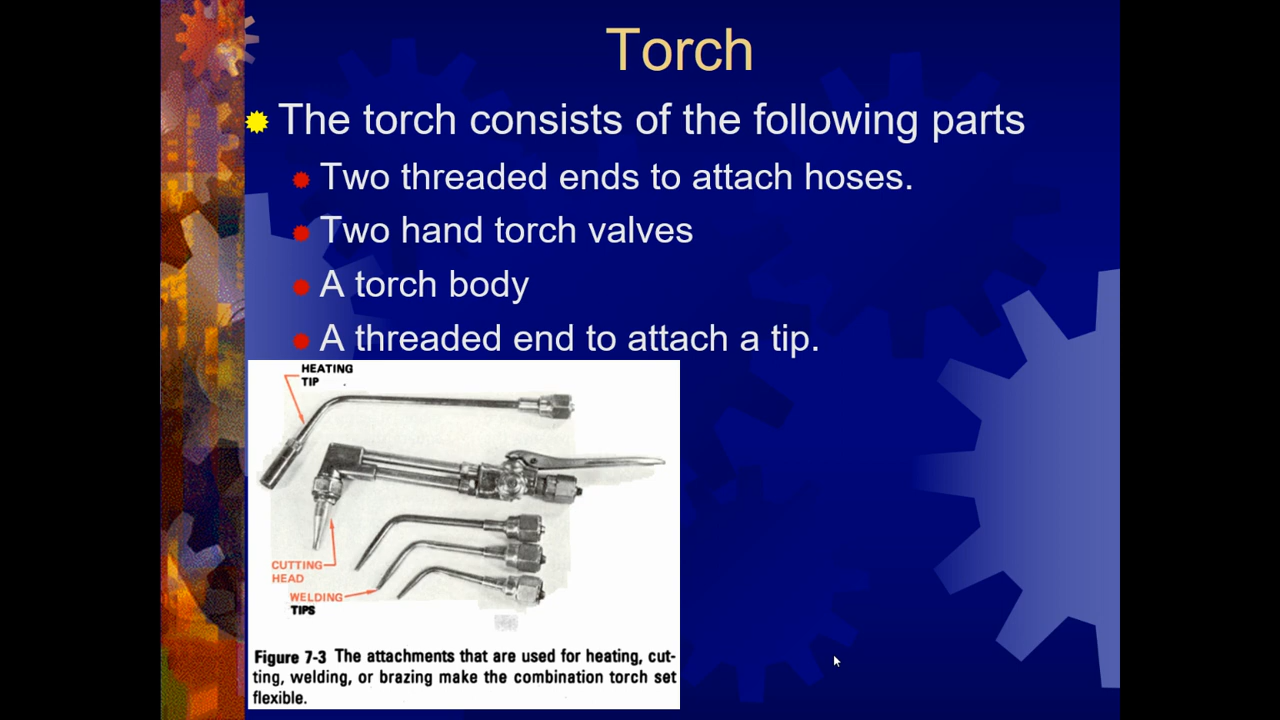 Torch
The torch consists of the following parts
Two threaded ends to attach hoses.
Two hand torch valves
A torch body
A threaded end to attach a tip.
HEATING
TIP
CUTTING
HEAD
WELDING
TIPS
Figure 7-3 The attachments that are used for heating, cut-
ting, welding, or brazing make the combination torch set
flexible.